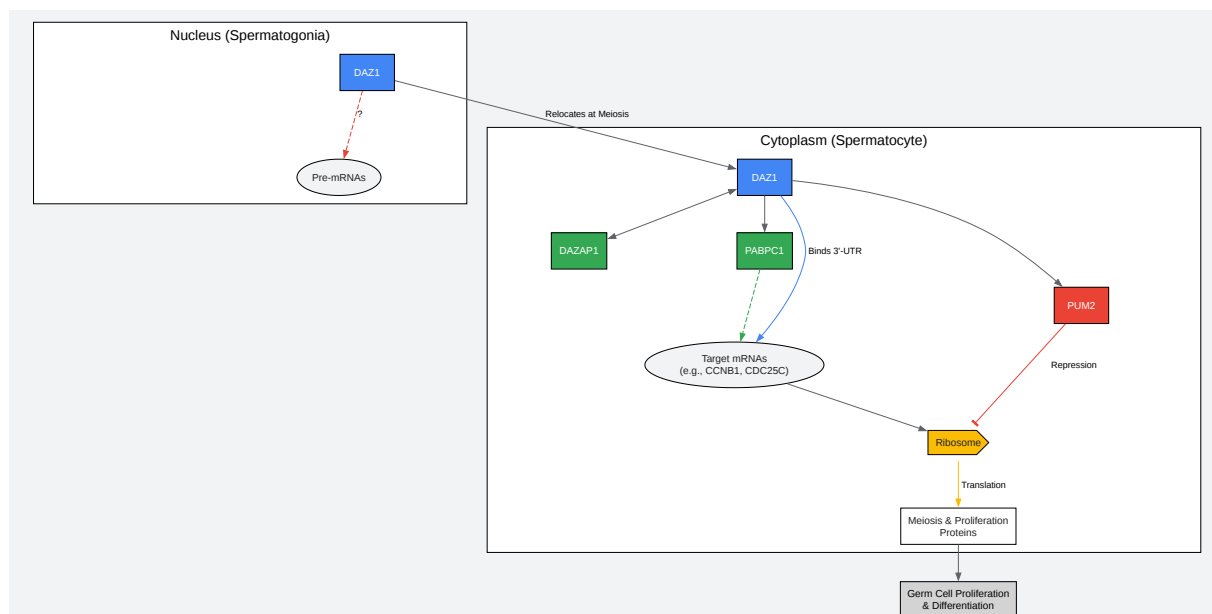 Nucleus (Spermatogonia)
DAZ1
?
Pre-mRNAs
Relocates at Meiosis
Cytoplasm (Spermatocyte)
DAZ1
DAZAP1
PABPC1
Binds 3'-UTR
PUM2
Target mRNAs
(e.g., CCNB1, CDC25C)
Repression
Ribosome
Translation
Meiosis & Proliferation
Proteins
Germ Cell Proliferation
& Differentiation